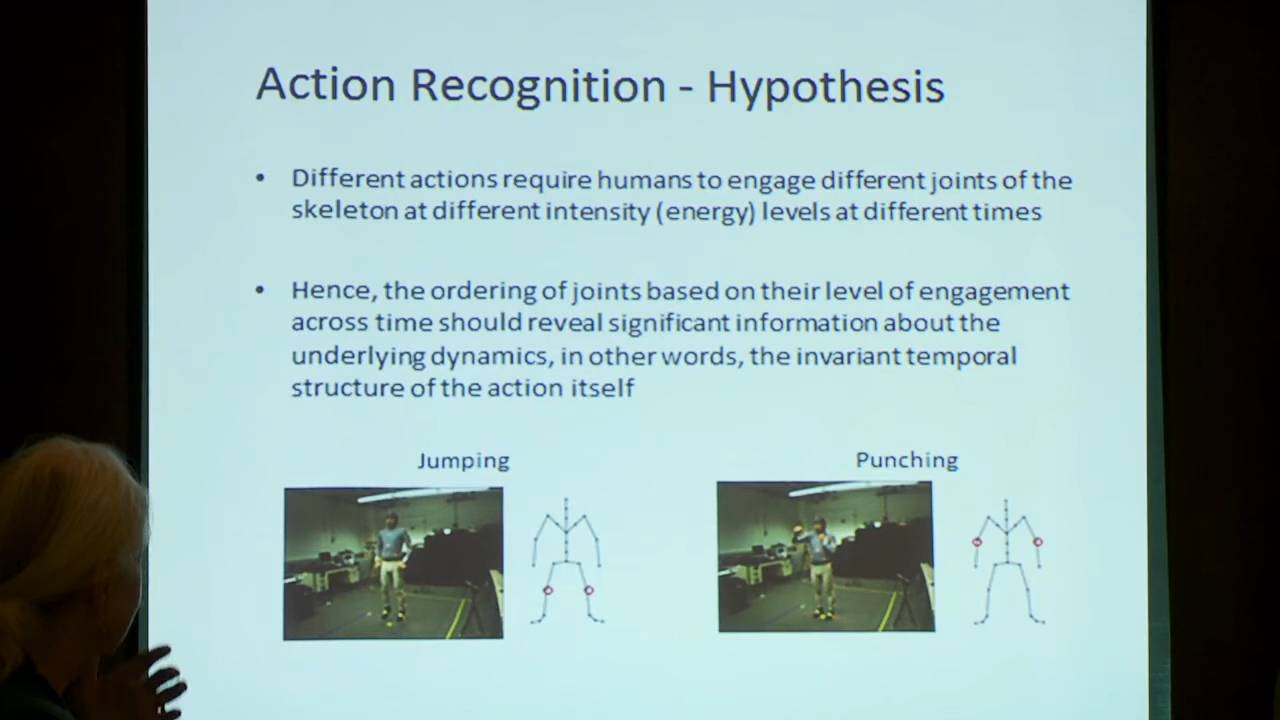 Action Recognition - Hypothesis
• Different actions require humans to engage different joints of the
skeleton at different intensity (energy) levels at different times
• Hence, the ordering of joints based on their level of engagement
across time should reveal significant information about the
underlying dynamics, in other words, the invariant temporal
structure of the action itself
Jumping
Punching